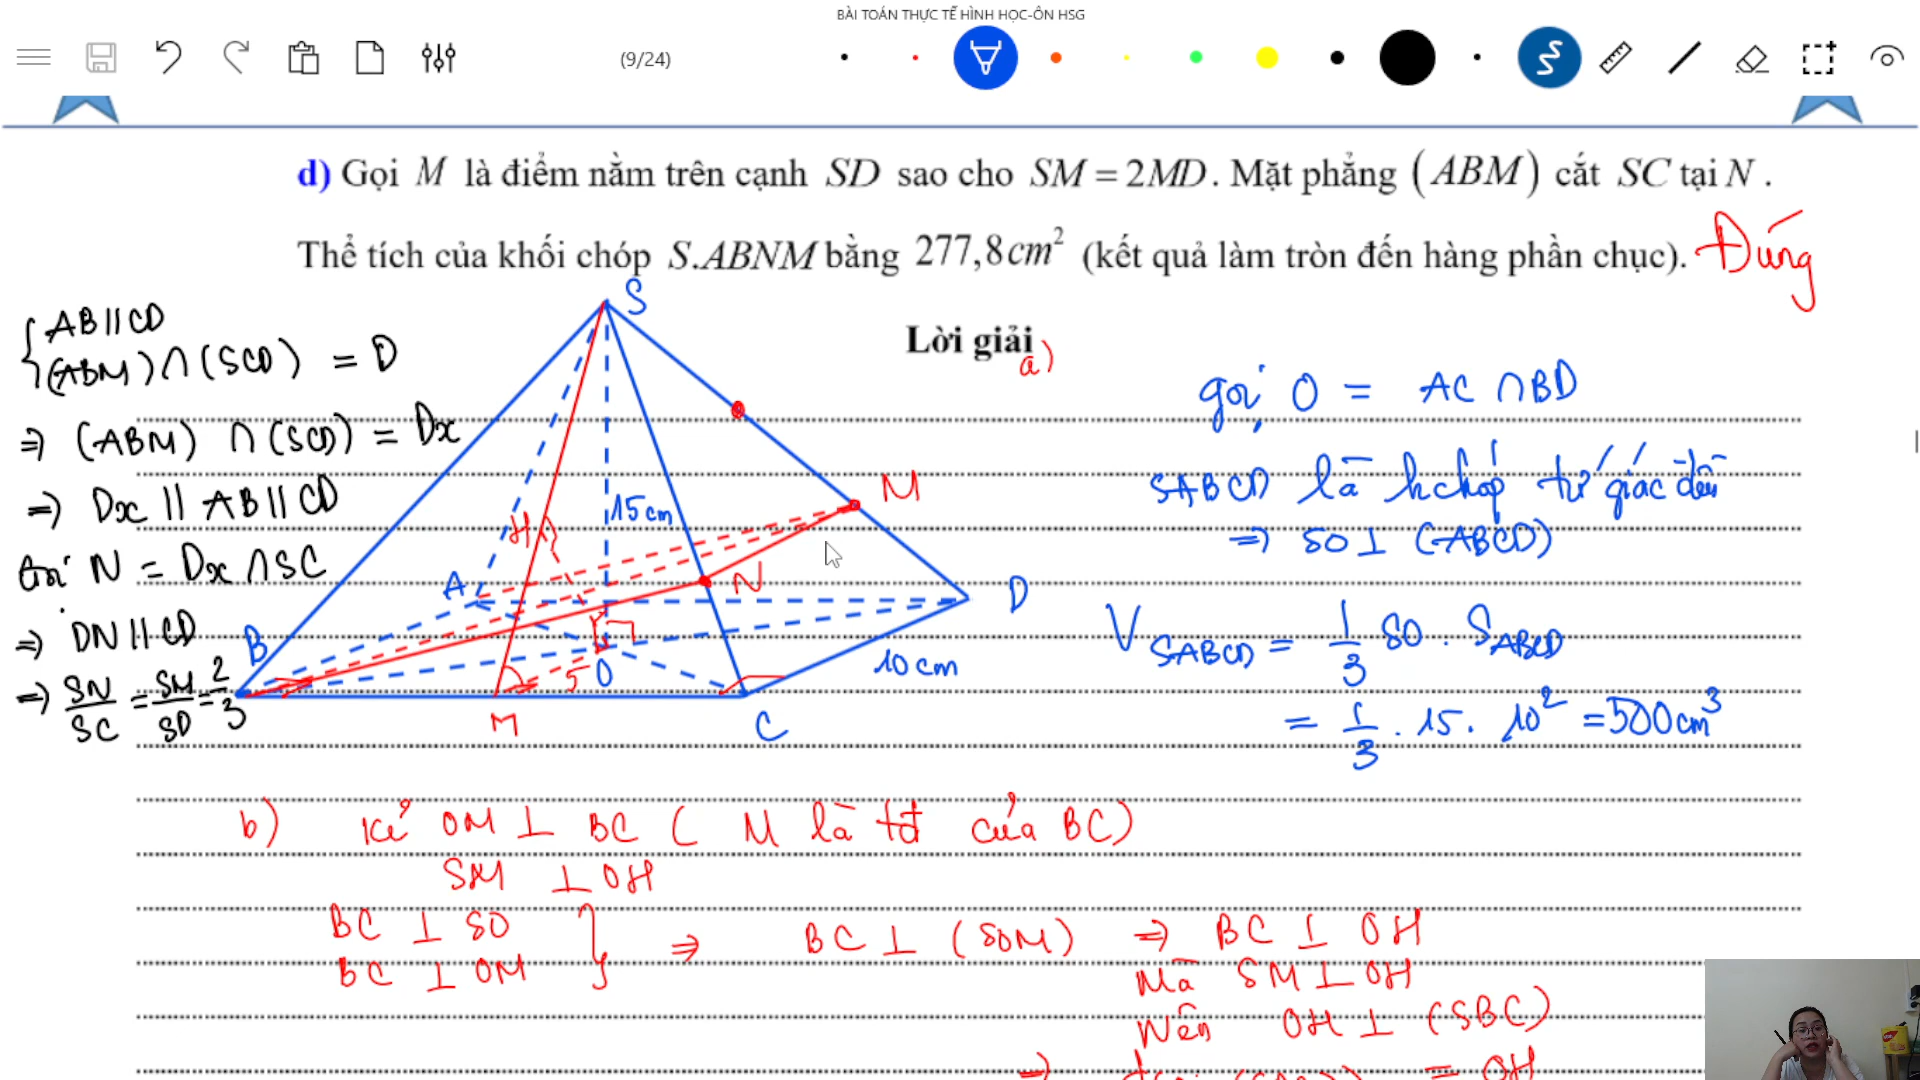 BÀI TOÁN THỰC TẾ HÌNH HỌC-ÔN HSG
(9/24)
d) Gọi M là điểm nằm trên cạnh SD sao cho SM = 2MD. Mặt phẳng (ABM) cắt SC tại N.
Thể tích của khối chóp S.ABNM bằng 277,8cm² (kết quả làm tròn đến hàng phần chục). Đúng
Lời giải
AB // CD
(ABM) ∩ (SCD) = D
⇒ (ABM) ∩ (SCD) = Dx
⇒ Dx // AB // CD
Gọi N = Dx ∩ SC
⇒ DN // CD
⇒ SN/SC = SM/SD = 2/3
S
15cm
H
M
A
N
D
B
10cm
5
O
M
C
a)
gọi O = AC ∩ BD
SABCD là h chóp tứ giác đều
⇒ SO ⊥ (ABCD)
V SABCD = 1/3 SO . S ABCD
= 1/3 . 15 . 10² = 500cm³
b) Kẻ OM ⊥ BC ( M là tđ của BC)
SM ⊥ OH
BC ⊥ SO
BC ⊥ OM } ⇒ BC ⊥ (SOM) ⇒ BC ⊥ OH
Mà SM ⊥ OH
Nên OH ⊥ (SBC)
⇒ = OH